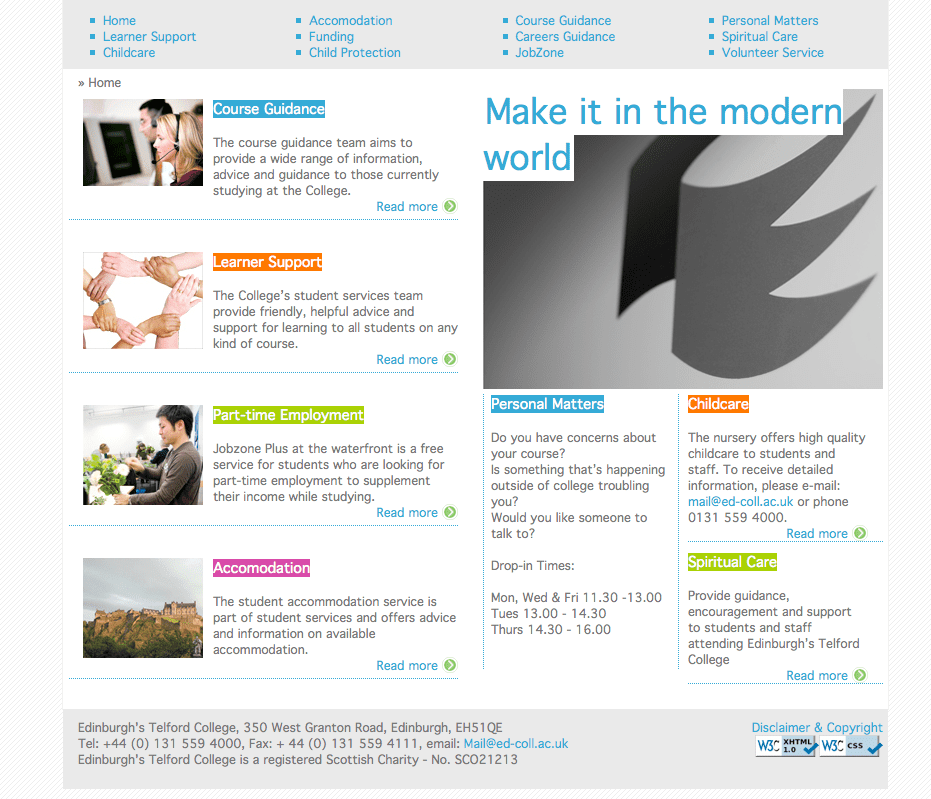 Home
Learner Support
Childcare
Accomodation
Funding
Child Protection
Course Guidance
Careers Guidance
JobZone
Personal Matters
Spiritual Care
Volunteer Service
» Home
Course Guidance
The course guidance team aims to
provide a wide range of information,
advice and guidance to those currently
studying at the College.
Read more
Learner Support
The College's student services team
provide friendly, helpful advice and
support for learning to all students on any
kind of course.
Read more
Part-time Employment
Jobzone Plus at the waterfront is a free
service for students who are looking for
part-time employment to supplement
their income while studying.
Read more
Accomodation
The student accommodation service is
part of student services and offers advice
and information on available
accommodation.
Read more
Make it in the modern
world
Personal Matters
Do you have concerns about
your course?
Is something that's happening
outside of college troubling
you?
Would you like someone to
talk to?
Drop-in Times:
Mon, Wed & Fri 11.30 -13.00
Tues 13.00 - 14.30
Thurs 14.30 - 16.00
Childcare
The nursery offers high quality
childcare to students and
staff. To receive detailed
information, please e-mail:
mail@ed-coll.ac.uk or phone
0131 559 4000.
Read more
Spiritual Care
Provide guidance,
encouragement and support
to students and staff
attending Edinburgh's Telford
College
Read more
Edinburgh's Telford College, 350 West Granton Road, Edinburgh, EH51QE
Tel: +44 (0) 131 559 4000, Fax: + 44 (0) 131 559 4111, email: Mail@ed-coll.ac.uk
Edinburgh's Telford College is a registered Scottish Charity - No. SCO21213
Disclaimer & Copyright
W3C XHTML 1.0
W3C CSS